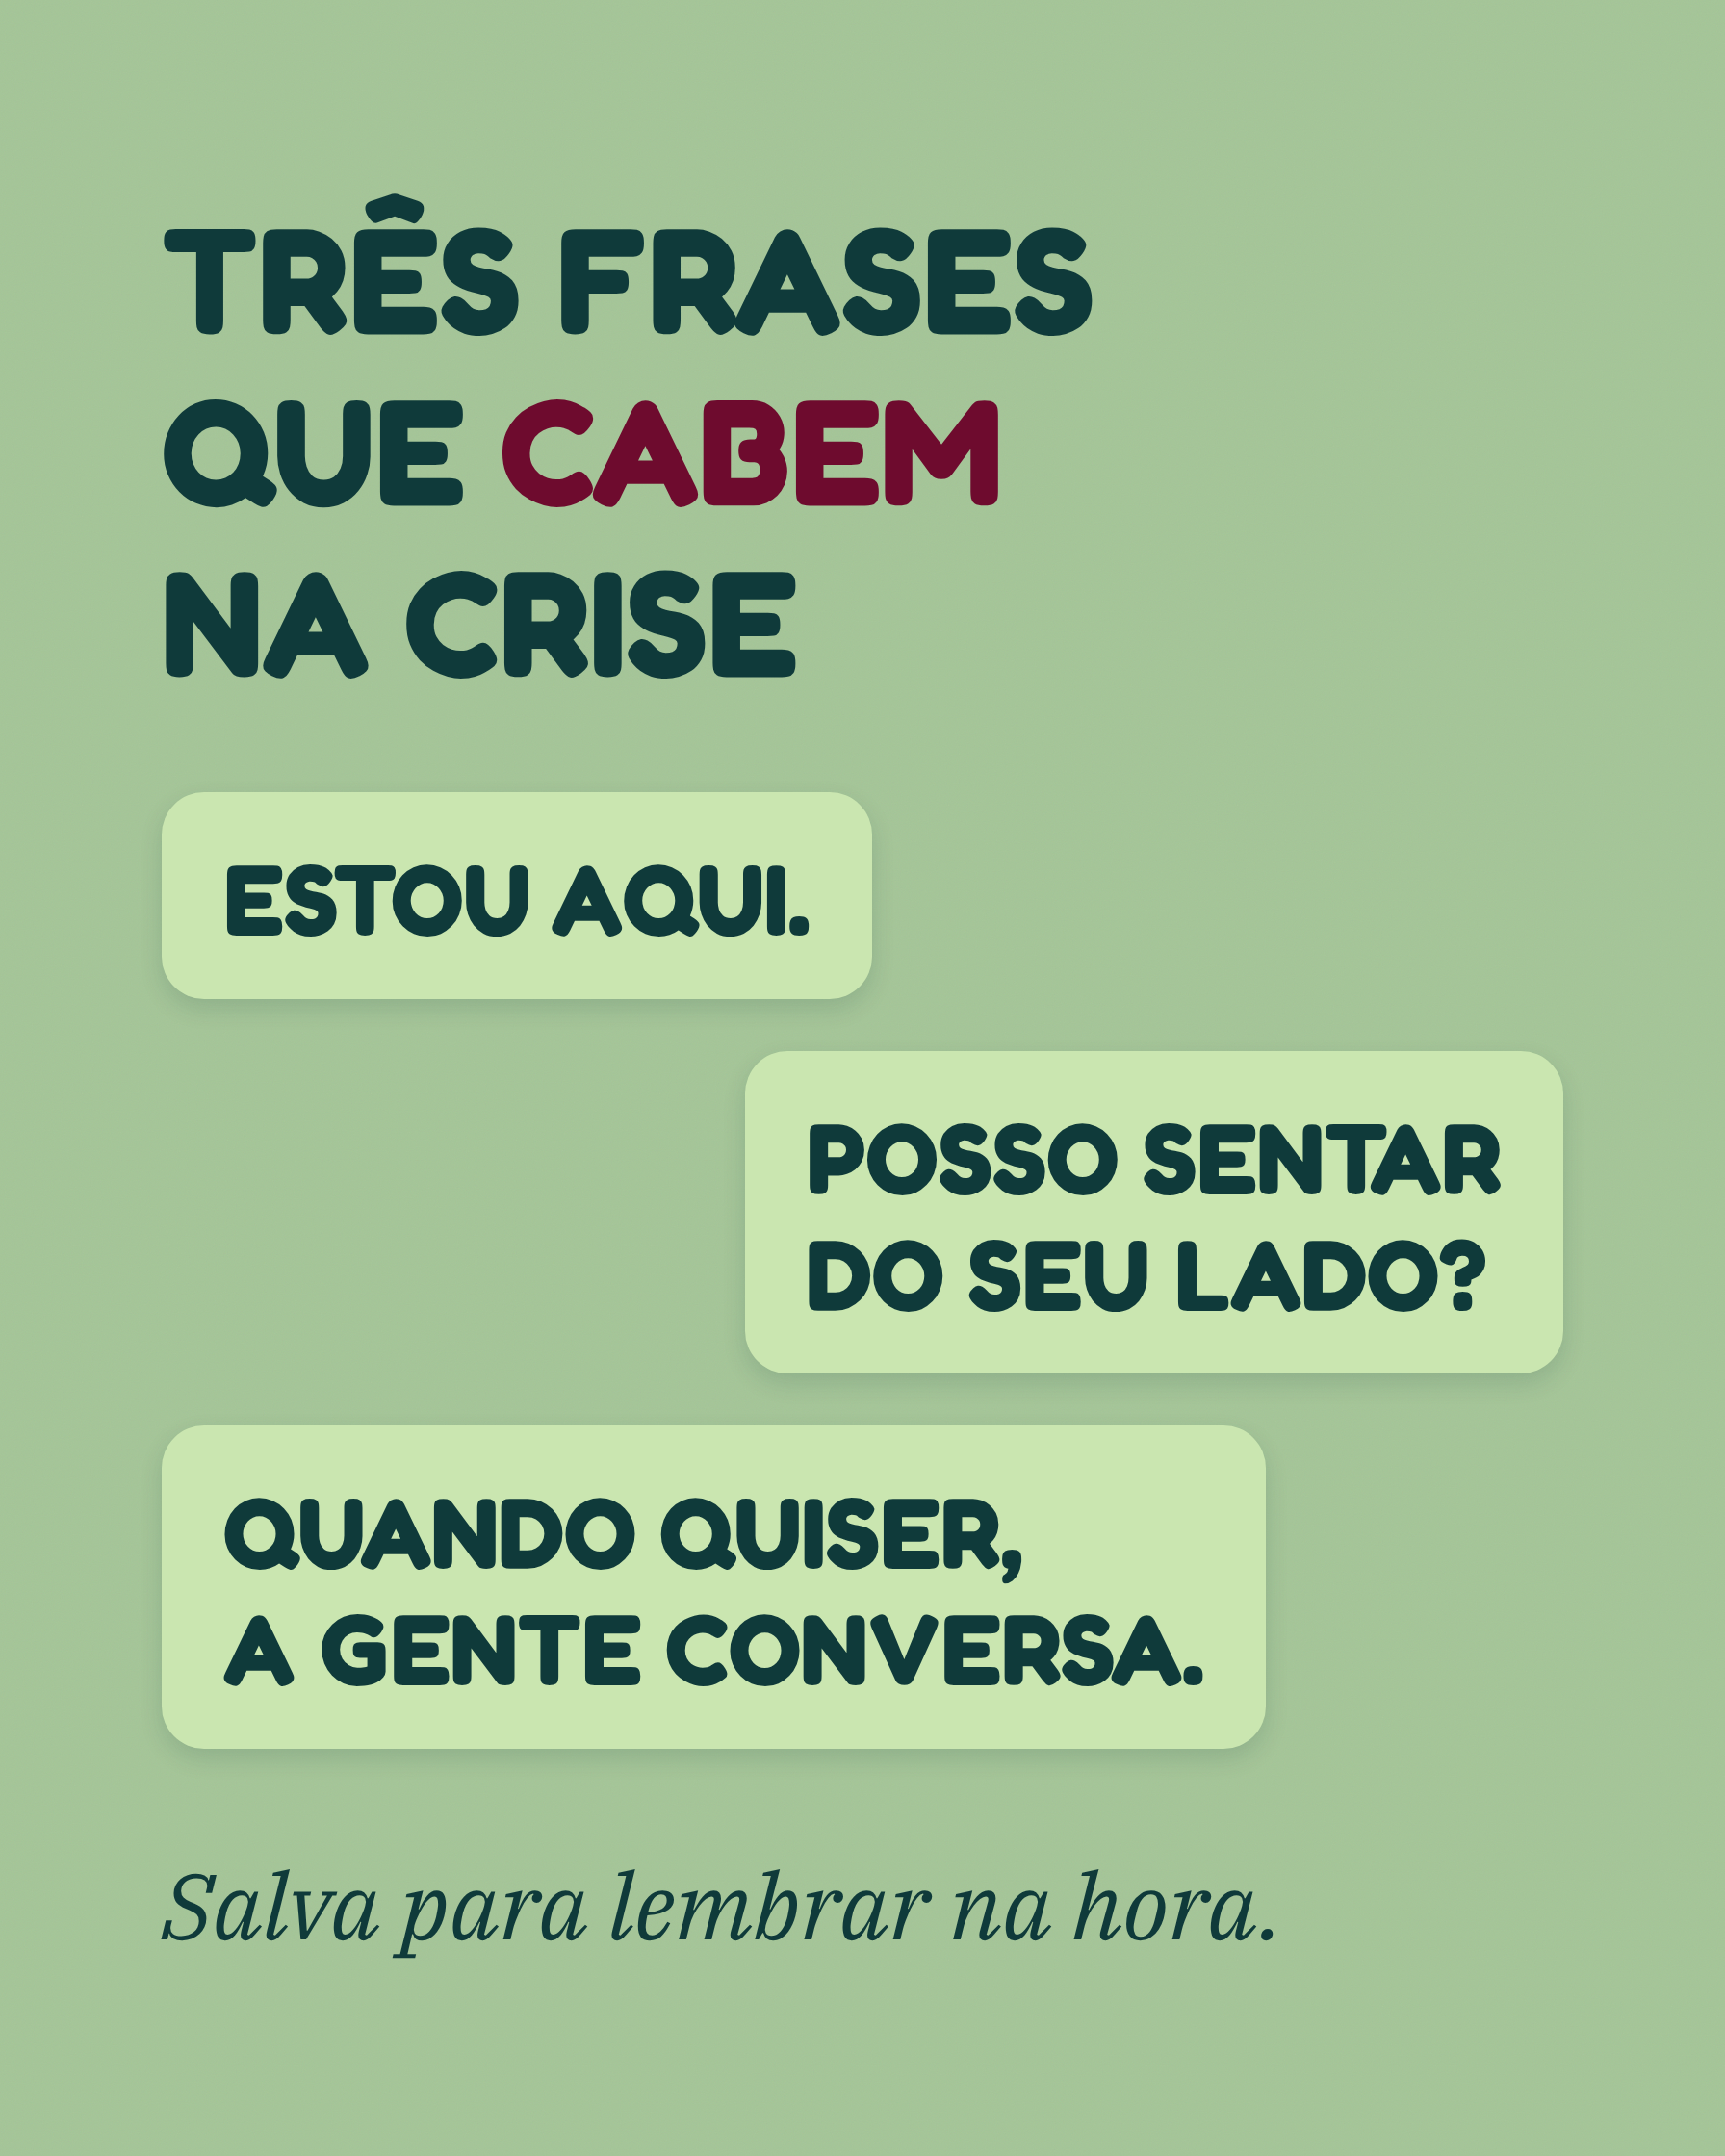 TRÊS FRASES
QUE CABEM
NA CRISE
ESTOU AQUI.
POSSO SENTAR
DO SEU LADO?
QUANDO QUISER,
A GENTE CONVERSA.
Salva para lembrar na hora.